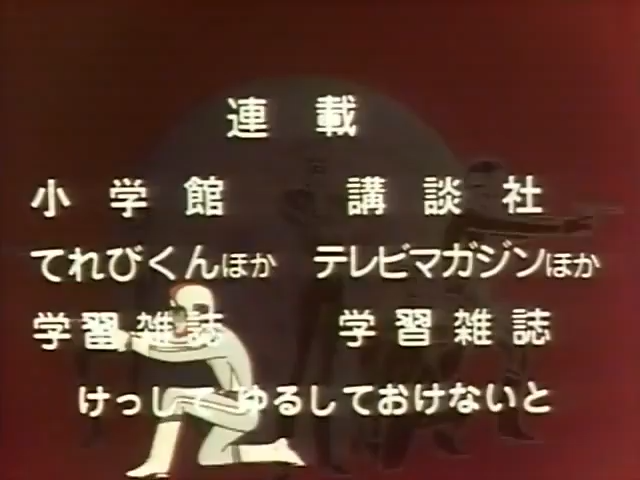 連載
小学館　講談社
てれびくんほか　テレビマガジンほか
学習雑誌　学習雑誌
けっして ゆるしておけないと